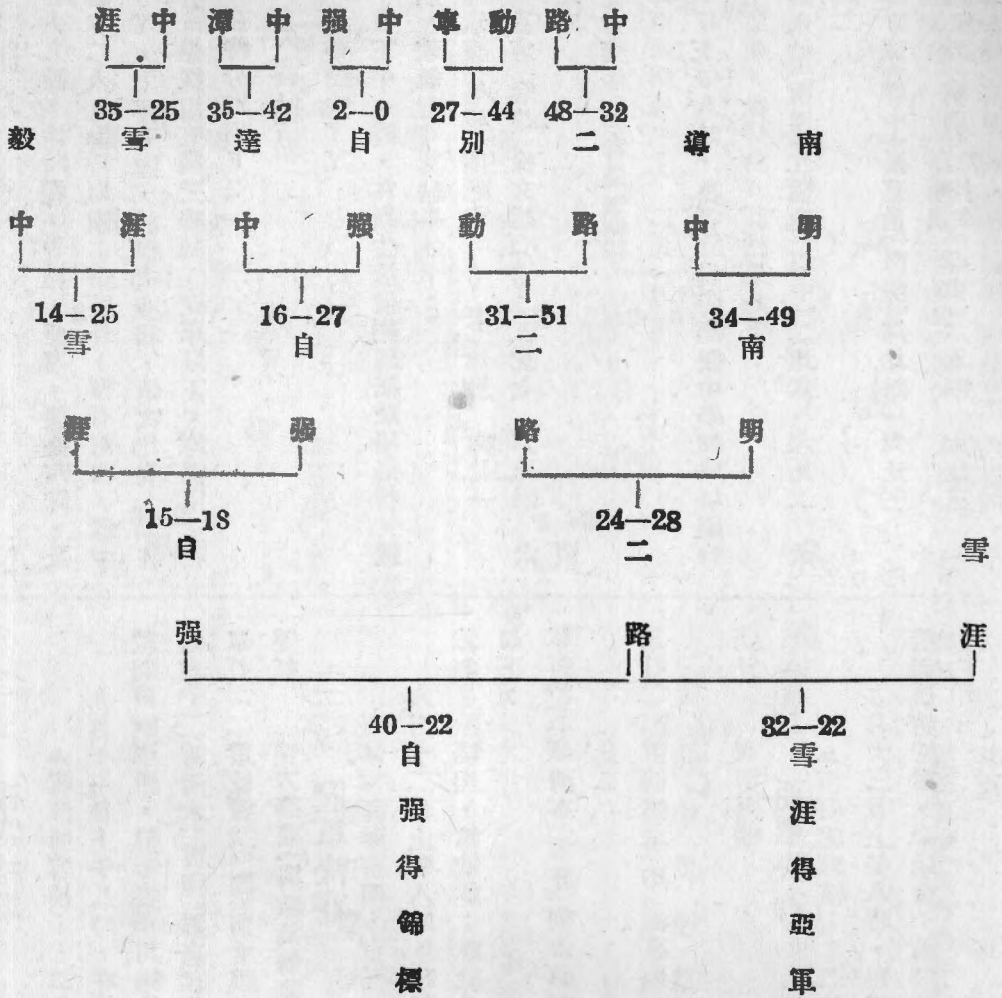 涯 中 潭 中 强 中 寧 動 路 中
35—25 35—42 2—0 27—44 48—32
毅 雪 達 自 別 二 導 南
中 涯 中 强 動 路 中 明
14—25 16—27 31—51 34—49
雪 自 二 南
涯 强 路 明
15—18 24—28
自 二 雪
强 路 涯
40—22 32—22
自强得錦標
雪涯得亞軍